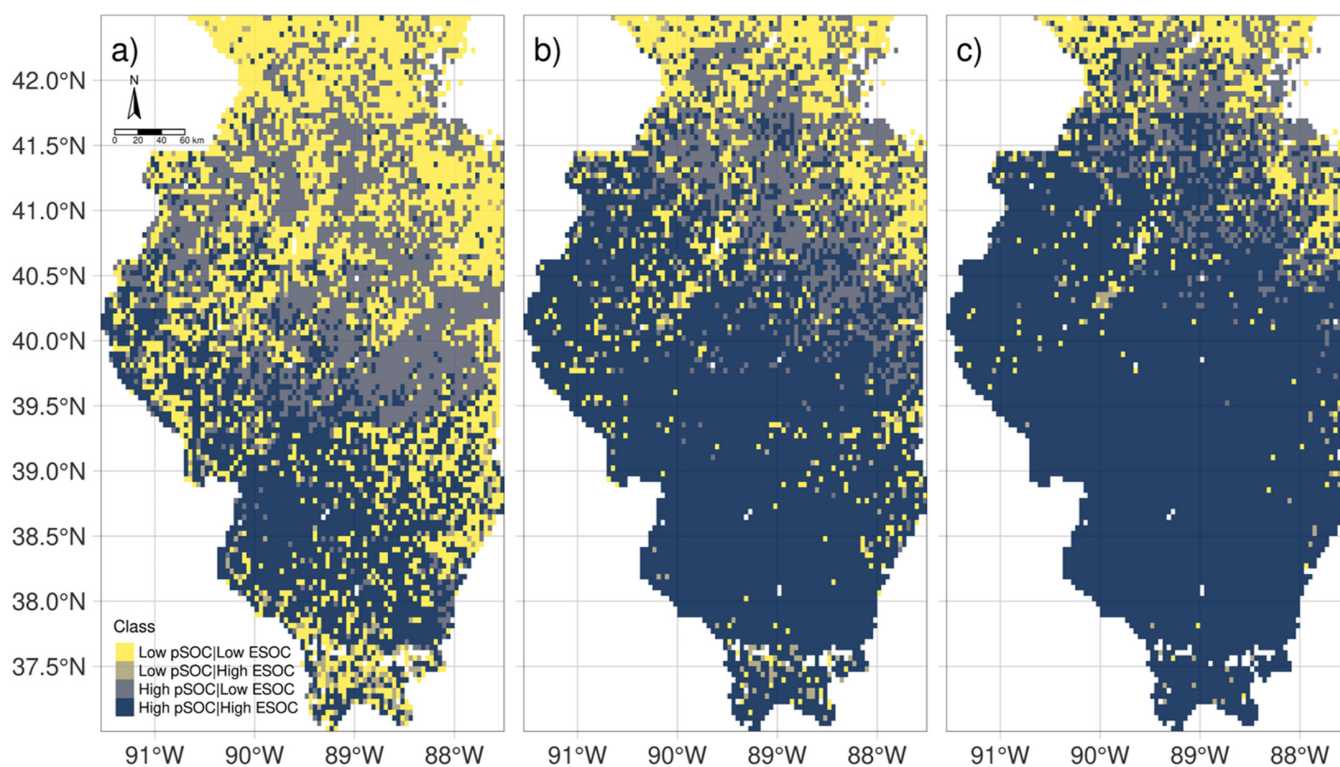 a)
b)
c)
N
0 20 40 60 km
42.0°N
41.5°N
41.0°N
40.5°N
40.0°N
39.5°N
39.0°N
38.5°N
38.0°N
37.5°N
Class
Low pSOC|Low ESOC
Low pSOC|High ESOC
High pSOC|Low ESOC
High pSOC|High ESOC
91°W 90°W 89°W 88°W 91°W 90°W 89°W 88°W 91°W 90°W 89°W 88°W